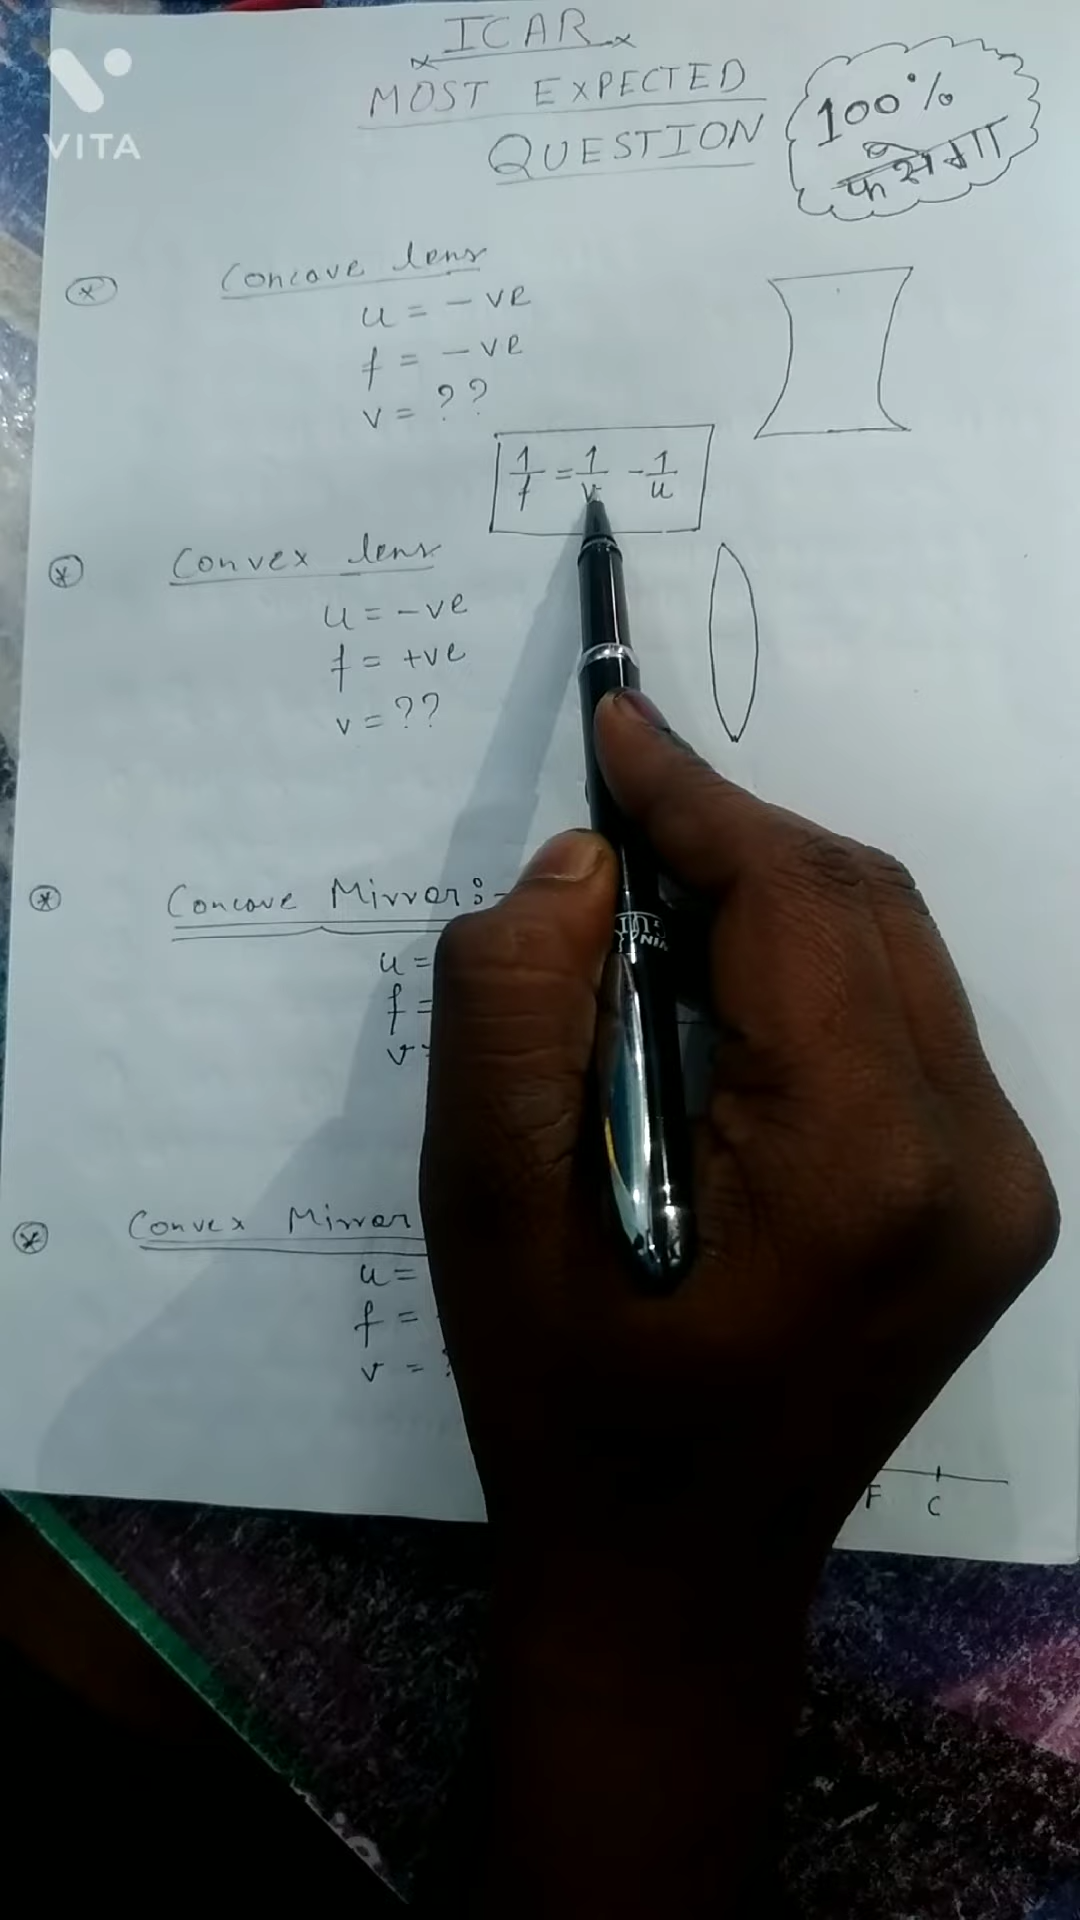 VITA
ICAR
MOST EXPECTED
QUESTION
100%
फंसेगा
Concave lens
u = -ve
f = -ve
v = ??
1/f = 1/v - 1/u
Convex lens
u = -ve
f = +ve
v = ??
Concave Mirror:-
u =
f =
v =
Convex Mirror
u =
f =
v = ?
F C